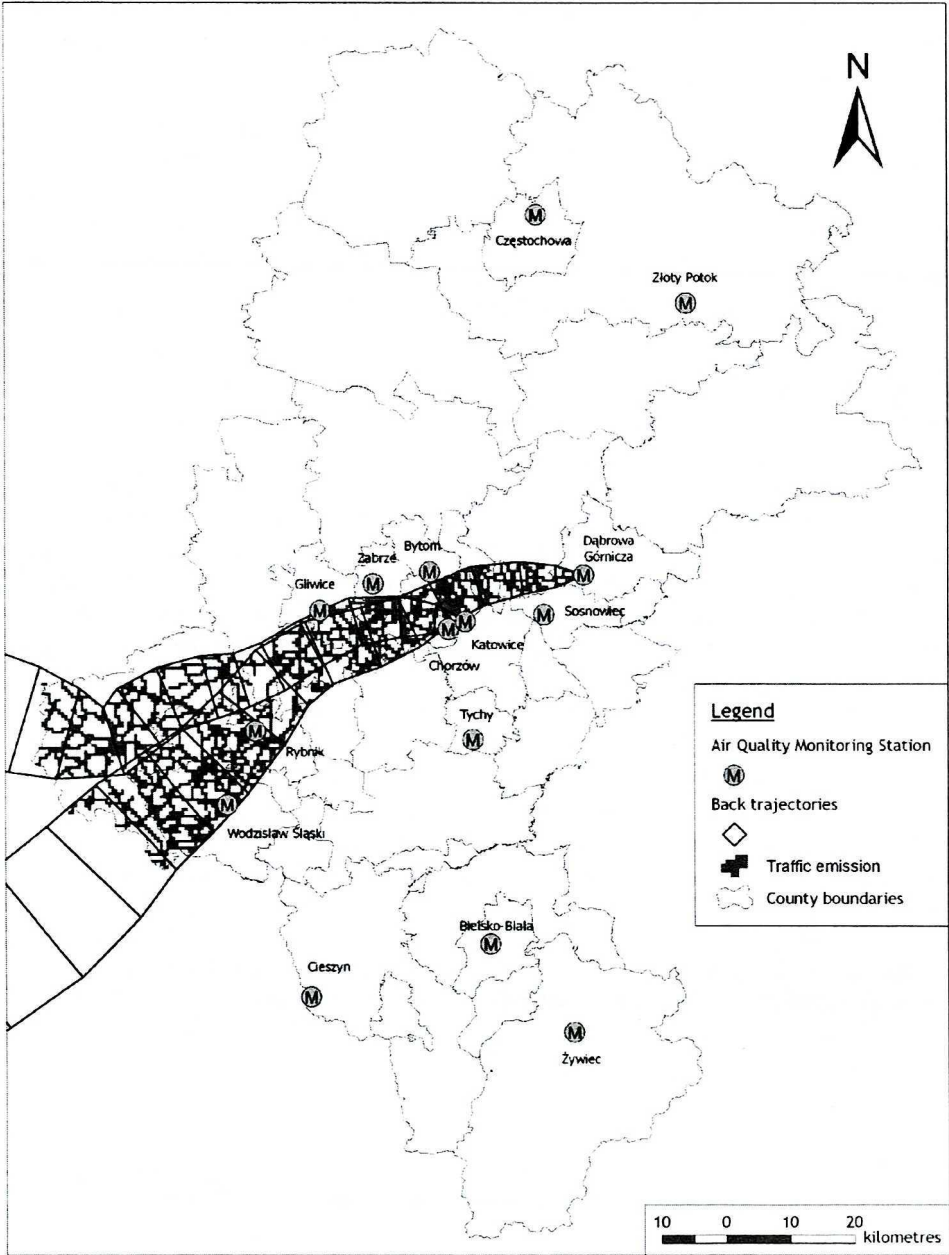 N
M
Częstochowa
Złoty Potok
M
Dąbrowa
Górnicza
Bytom
Zabrze
M
M
M
Gliwice
M
M
Sosnowiec
M
M
Katowice
Chorzów
Tychy
M
M
Rybnik
M
Wodzisław Śląski
Bielsko-Biała
M
Cieszyn
M
M
Żywiec
Legend
Air Quality Monitoring Station
M
Back trajectories
Traffic emission
County boundaries
10 0 10 20
kilometres